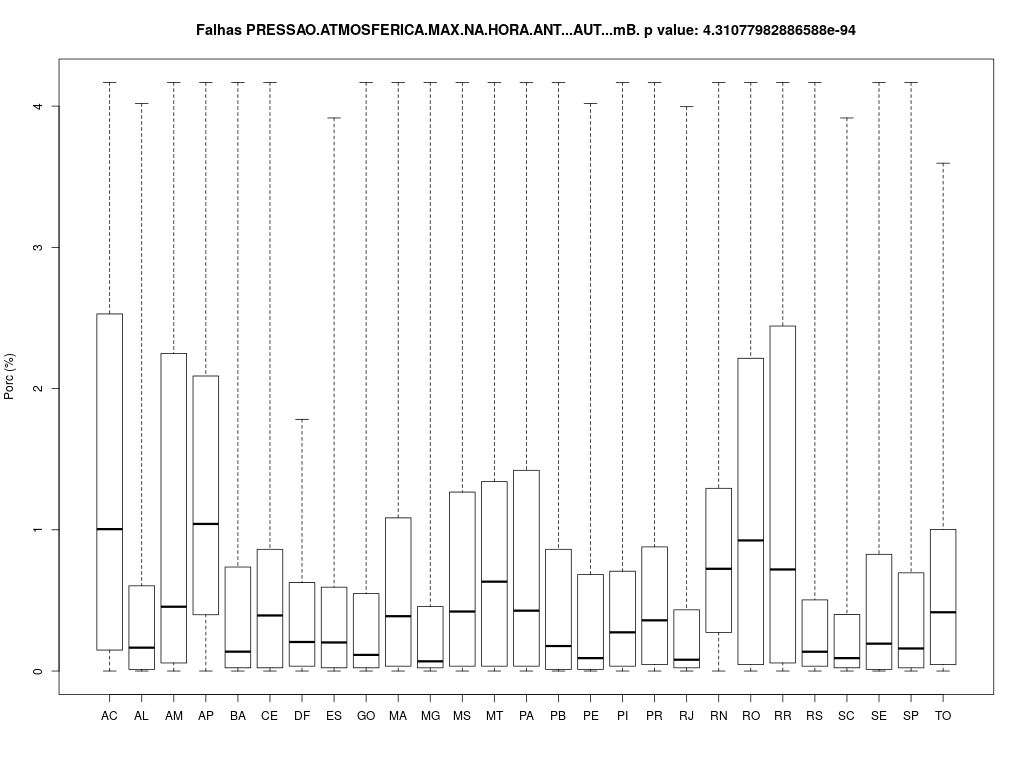 Falhas PRESSAO.ATMOSFERICA.MAX.NA.HORA.ANT...AUT...mB. p value: 4.31077982886588e-94
4
3
2
1
0
Porc (%)
AC AL AM AP BA CE DF ES GO MA MG MS MT PA PB PE PI PR RJ RN RO RR RS SC SE SP TO